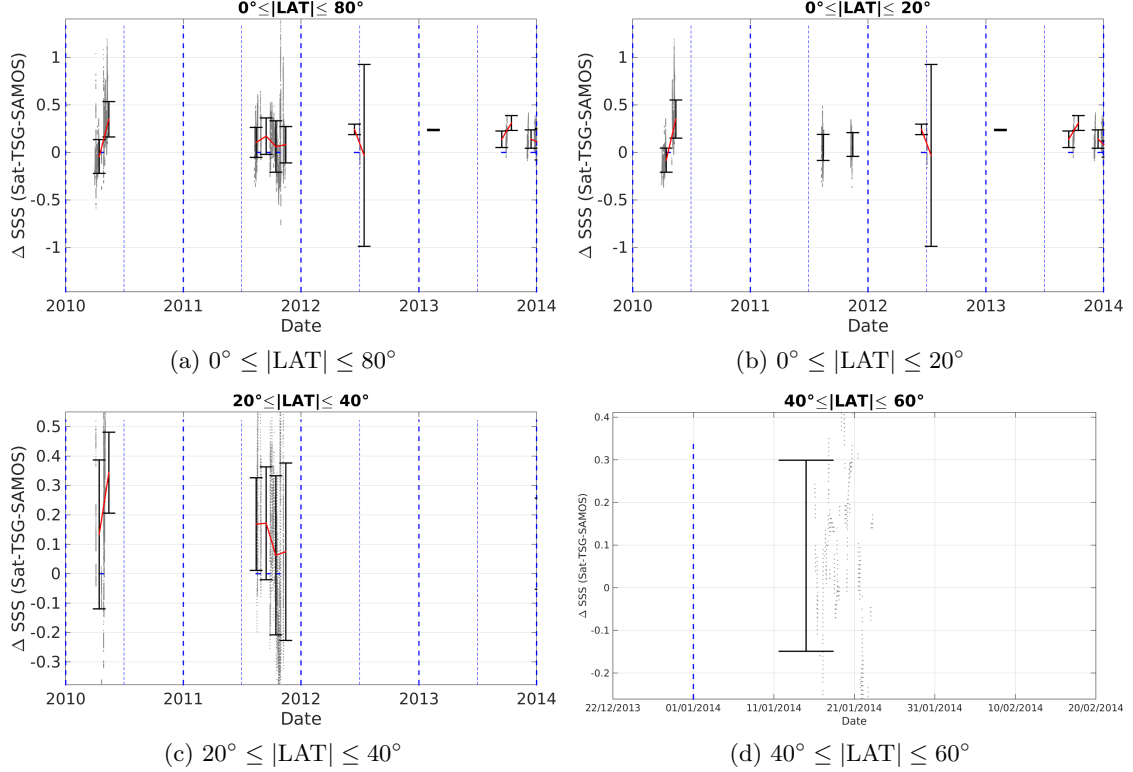 0°≤|LAT|≤ 80°
Δ SSS (Sat-TSG-SAMOS)
1
0.5
0
-0.5
-1
2010 2011 2012 2013 2014
Date
(a) 0° ≤ |LAT| ≤ 80°
0°≤|LAT|≤ 20°
Δ SSS (Sat-TSG-SAMOS)
1
0.5
0
-0.5
-1
2010 2011 2012 2013 2014
Date
(b) 0° ≤ |LAT| ≤ 20°
20°≤|LAT|≤ 40°
Δ SSS (Sat-TSG-SAMOS)
0.5
0.4
0.3
0.2
0.1
0
-0.1
-0.2
-0.3
2010 2011 2012 2013 2014
Date
(c) 20° ≤ |LAT| ≤ 40°
40°≤|LAT|≤ 60°
Δ SSS (Sat-TSG-SAMOS)
0.4
0.3
0.2
0.1
0
-0.1
-0.2
22/12/2013 01/01/2014 11/01/2014 21/01/2014 31/01/2014 10/02/2014 20/02/2014
Date
(d) 40° ≤ |LAT| ≤ 60°